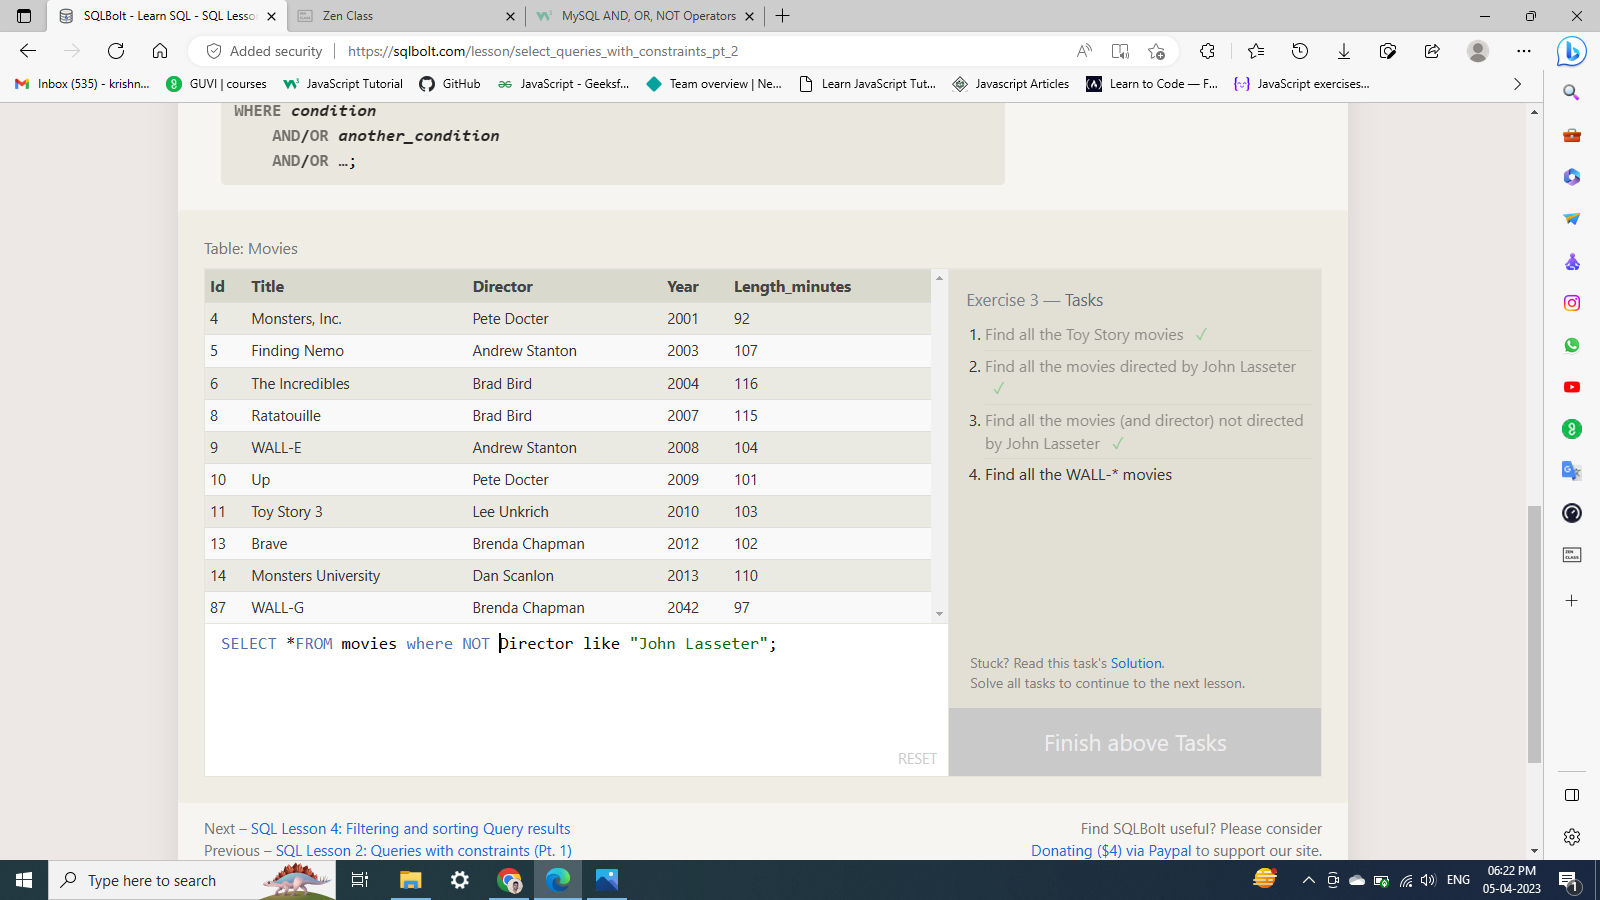 SQLBolt - Learn SQL - SQL Lesso
Zen Class
MySQL AND, OR, NOT Operators
Added security
https://sqlbolt.com/lesson/select_queries_with_constraints_pt_2
Inbox (535) - krishn...
GUVI | courses
JavaScript Tutorial
GitHub
JavaScript - Geeksf...
Team overview | Ne...
Learn JavaScript Tut...
Javascript Articles
Learn to Code — F...
JavaScript exercises...
WHERE condition
AND/OR another_condition
AND/OR …;
Table: Movies
Id Title Director Year Length_minutes
4 Monsters, Inc. Pete Docter 2001 92
5 Finding Nemo Andrew Stanton 2003 107
6 The Incredibles Brad Bird 2004 116
8 Ratatouille Brad Bird 2007 115
9 WALL-E Andrew Stanton 2008 104
10 Up Pete Docter 2009 101
11 Toy Story 3 Lee Unkrich 2010 103
13 Brave Brenda Chapman 2012 102
14 Monsters University Dan Scanlon 2013 110
87 WALL-G Brenda Chapman 2042 97
SELECT *FROM movies where NOT Director like "John Lasseter";
RESET
Exercise 3 — Tasks
1. Find all the Toy Story movies ✓
2. Find all the movies directed by John Lasseter
✓
3. Find all the movies (and director) not directed
by John Lasseter ✓
4. Find all the WALL-* movies
Stuck? Read this task's Solution.
Solve all tasks to continue to the next lesson.
Finish above Tasks
Next – SQL Lesson 4: Filtering and sorting Query results
Previous – SQL Lesson 2: Queries with constraints (Pt. 1)
Find SQLBolt useful? Please consider
Donating ($4) via Paypal to support our site.
Type here to search
ENG
06:22 PM
05-04-2023
1